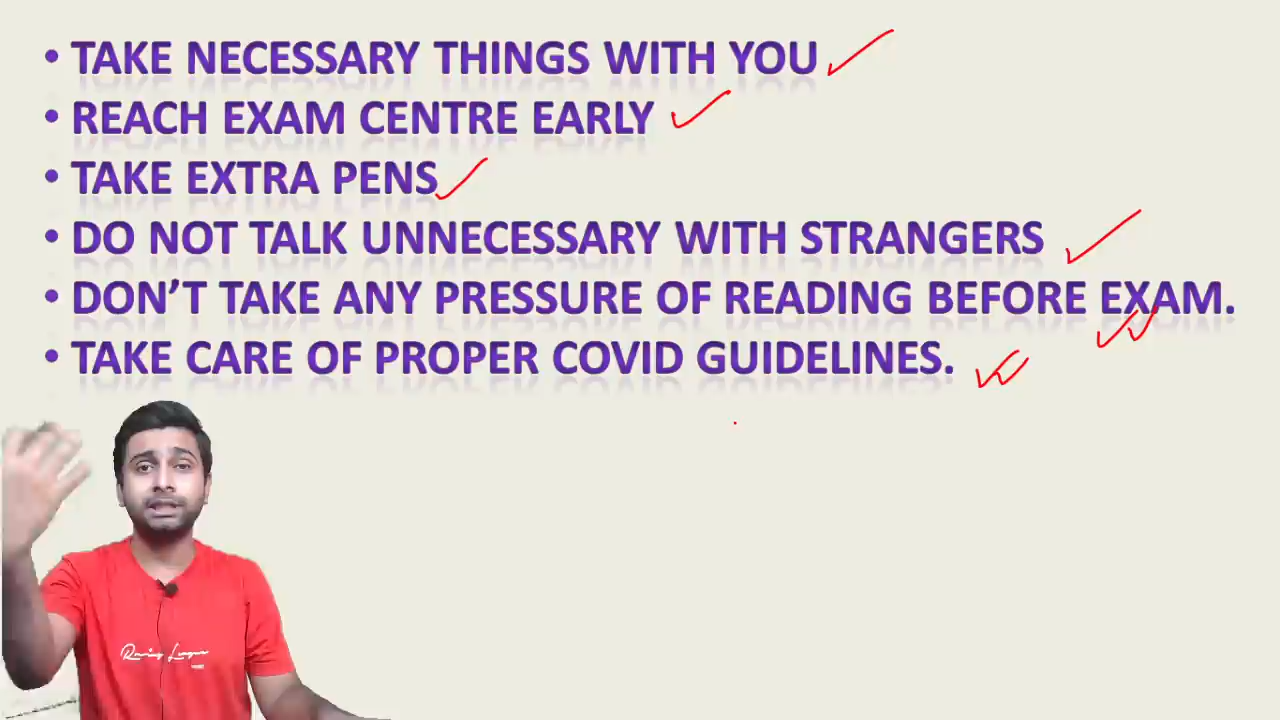 • TAKE NECESSARY THINGS WITH YOU
• REACH EXAM CENTRE EARLY
• TAKE EXTRA PENS
• DO NOT TALK UNNECESSARY WITH STRANGERS
• DON'T TAKE ANY PRESSURE OF READING BEFORE EXAM.
• TAKE CARE OF PROPER COVID GUIDELINES.